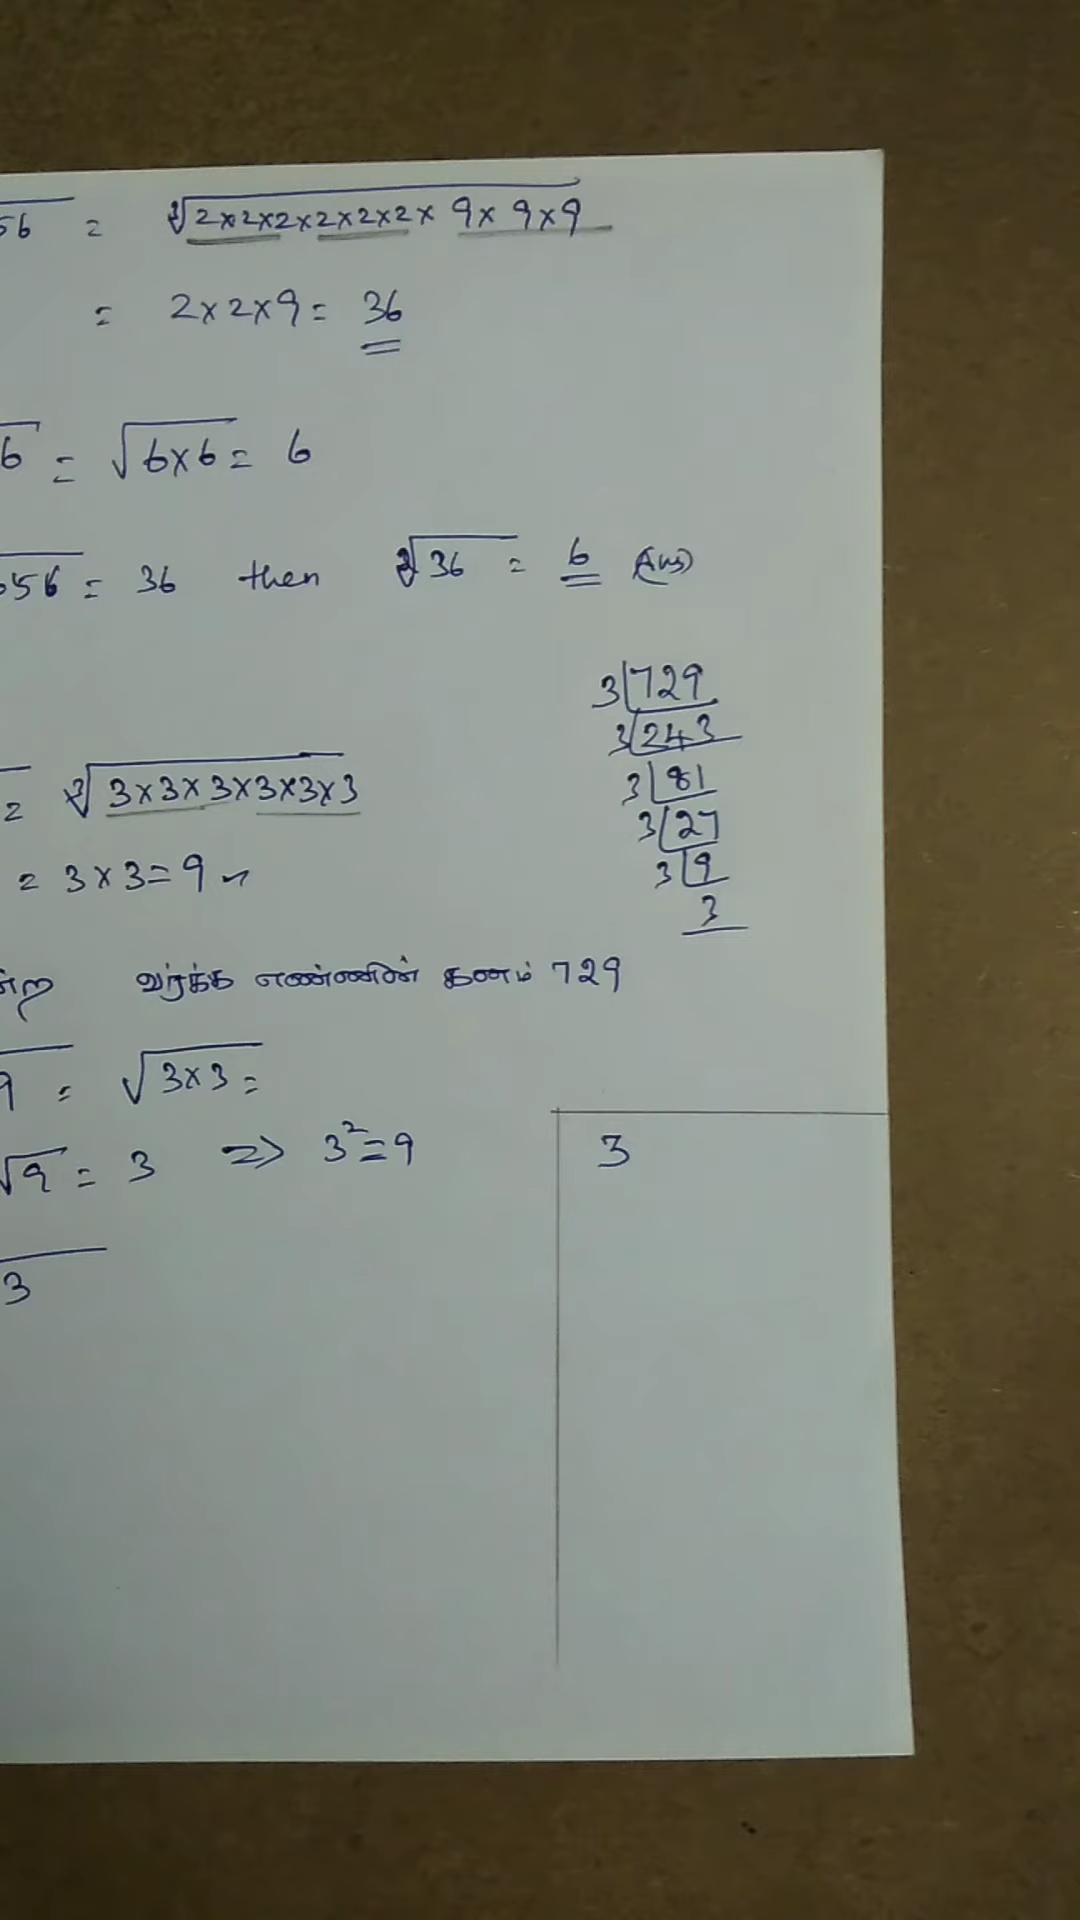 56 = ∛2×2×2×2×2×2× 9× 9×9
= 2×2×9= 36
6 = √6×6 = 6
656 = 36 then ∛36 = 6 (Ans)
3|729
3|243
3|81
3|27
3|9
3
= ∛3×3×3×3×3×3
= 3×3=9
ன்ற வர்க்க எண்ணின் கனம் 729
9 = √3×3 =
√9 = 3 => 3²=9
3
3